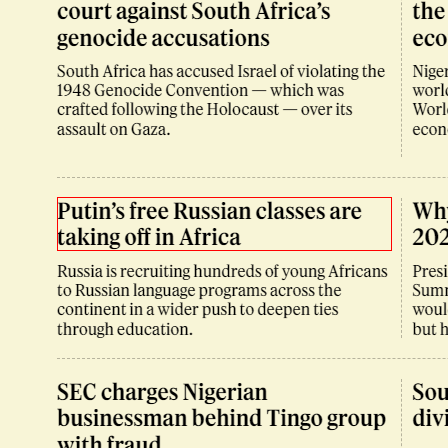 court against South Africa's
genocide accusations
South Africa has accused Israel of violating the
1948 Genocide Convention — which was
crafted following the Holocaust — over its
assault on Gaza.
Putin's free Russian classes are
taking off in Africa
Russia is recruiting hundreds of young Africans
to Russian language programs across the
continent in a wider push to deepen ties
through education.
SEC charges Nigerian
businessman behind Tingo group
with fraud
the
eco
Niger
world
World
econ
Why
202
Presi
Sumn
woul
but h
Sou
divi